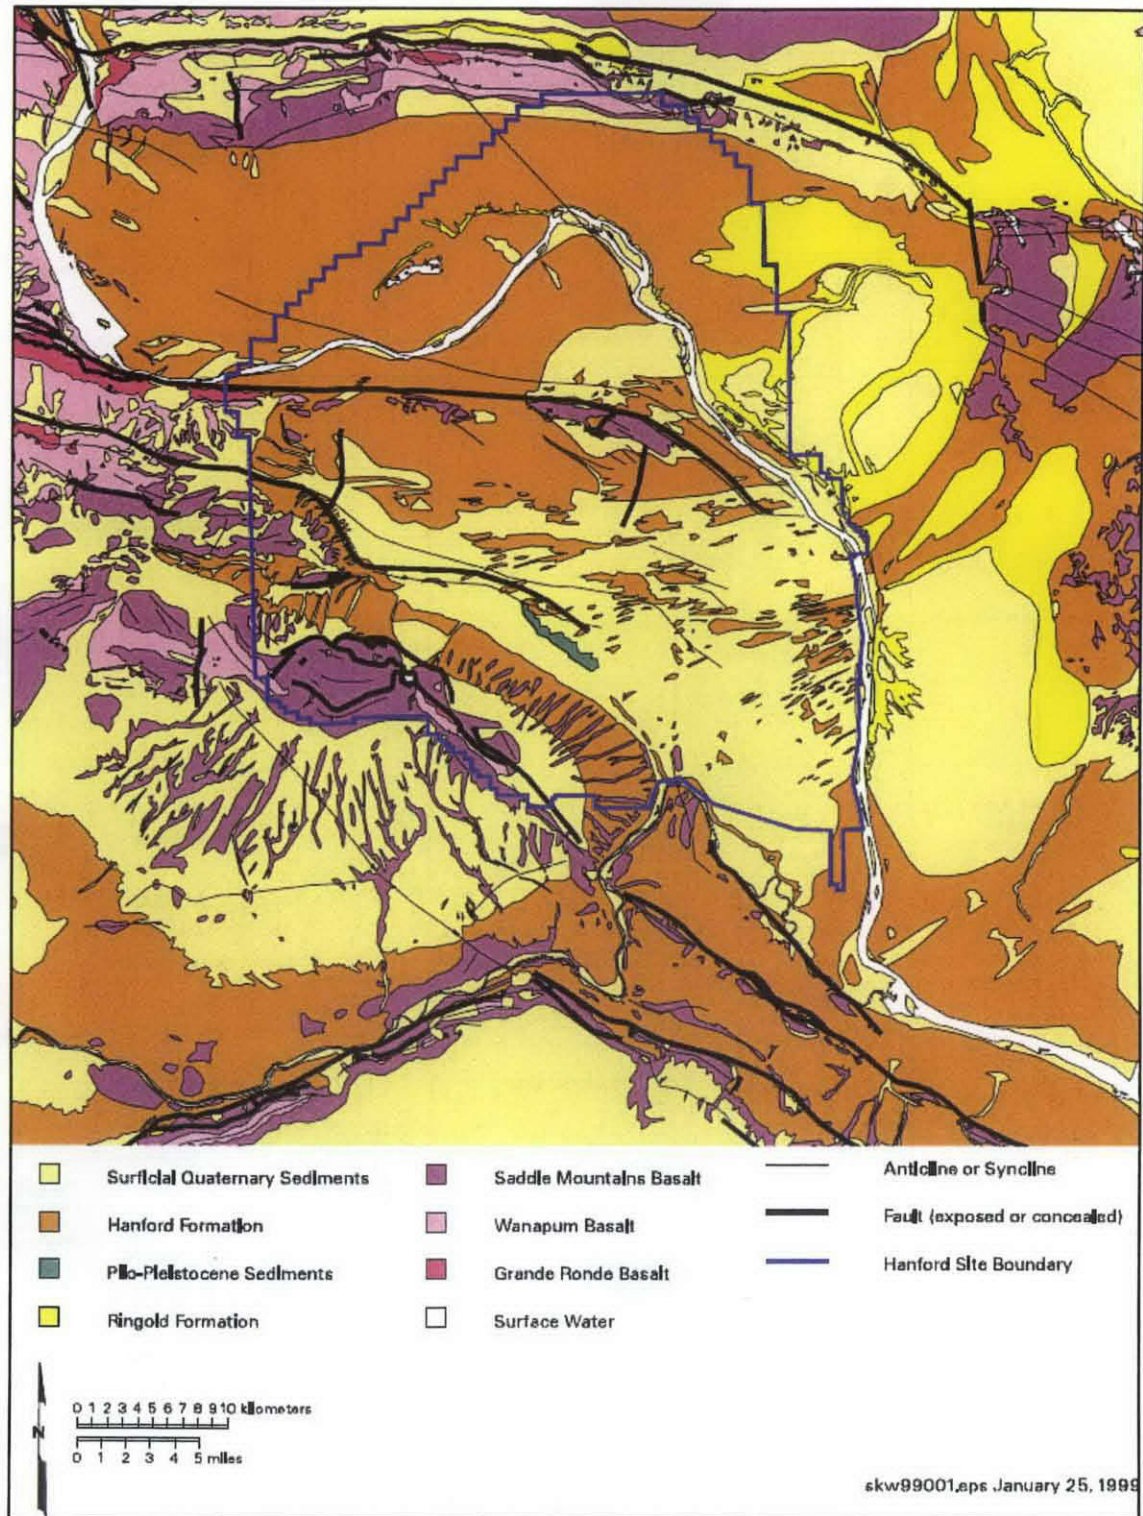 Surficial Quaternary Sediments
Hanford Formation
Plio-Pleistocene Sediments
Ringold Formation
Saddle Mountains Basalt
Wanapum Basalt
Grande Ronde Basalt
Surface Water
Anticline or Syncline
Fault (exposed or concealed)
Hanford Site Boundary
N
0 1 2 3 4 5 6 7 8 9 10 kilometers
0 1 2 3 4 5 miles
skw99001.eps January 25, 1999